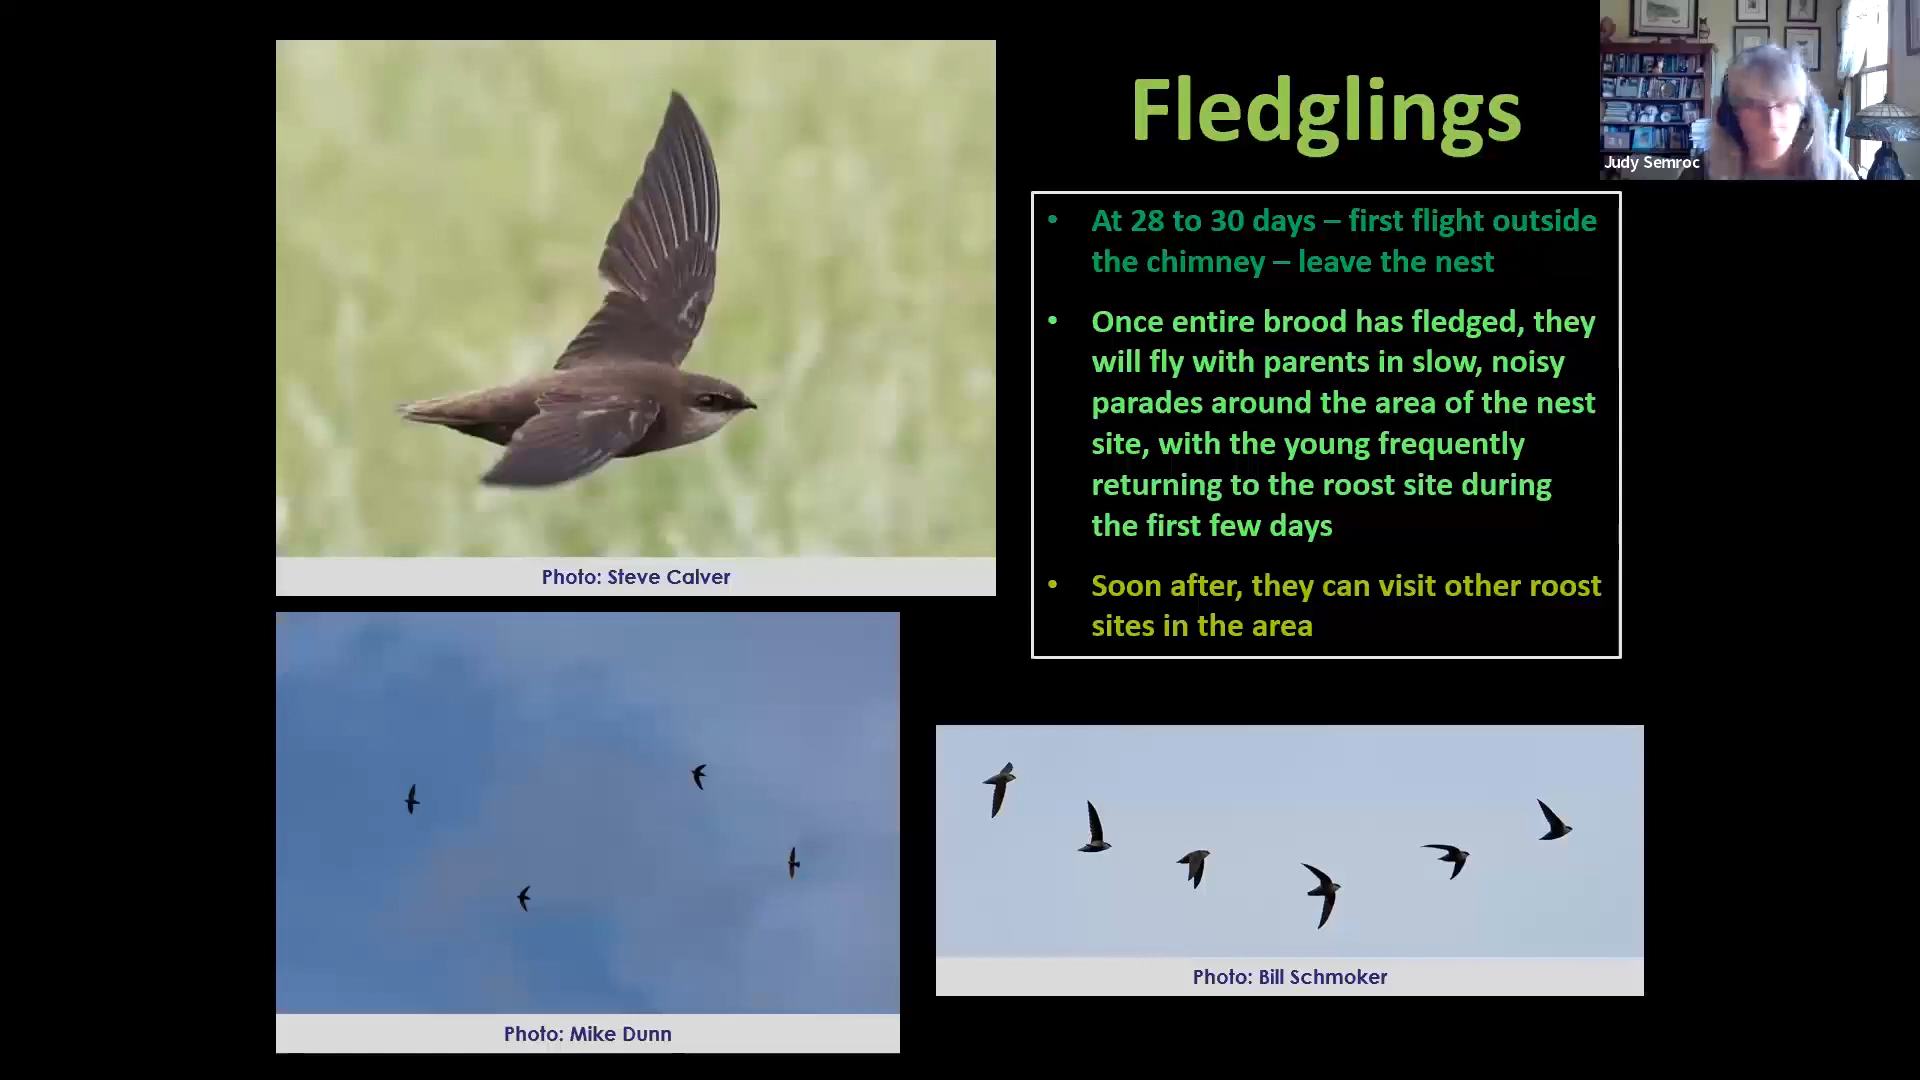 Fledglings
Judy Semroc
• At 28 to 30 days – first flight outside
the chimney – leave the nest
• Once entire brood has fledged, they
will fly with parents in slow, noisy
parades around the area of the nest
site, with the young frequently
returning to the roost site during
the first few days
• Soon after, they can visit other roost
sites in the area
Photo: Steve Calver
Photo: Mike Dunn
Photo: Bill Schmoker